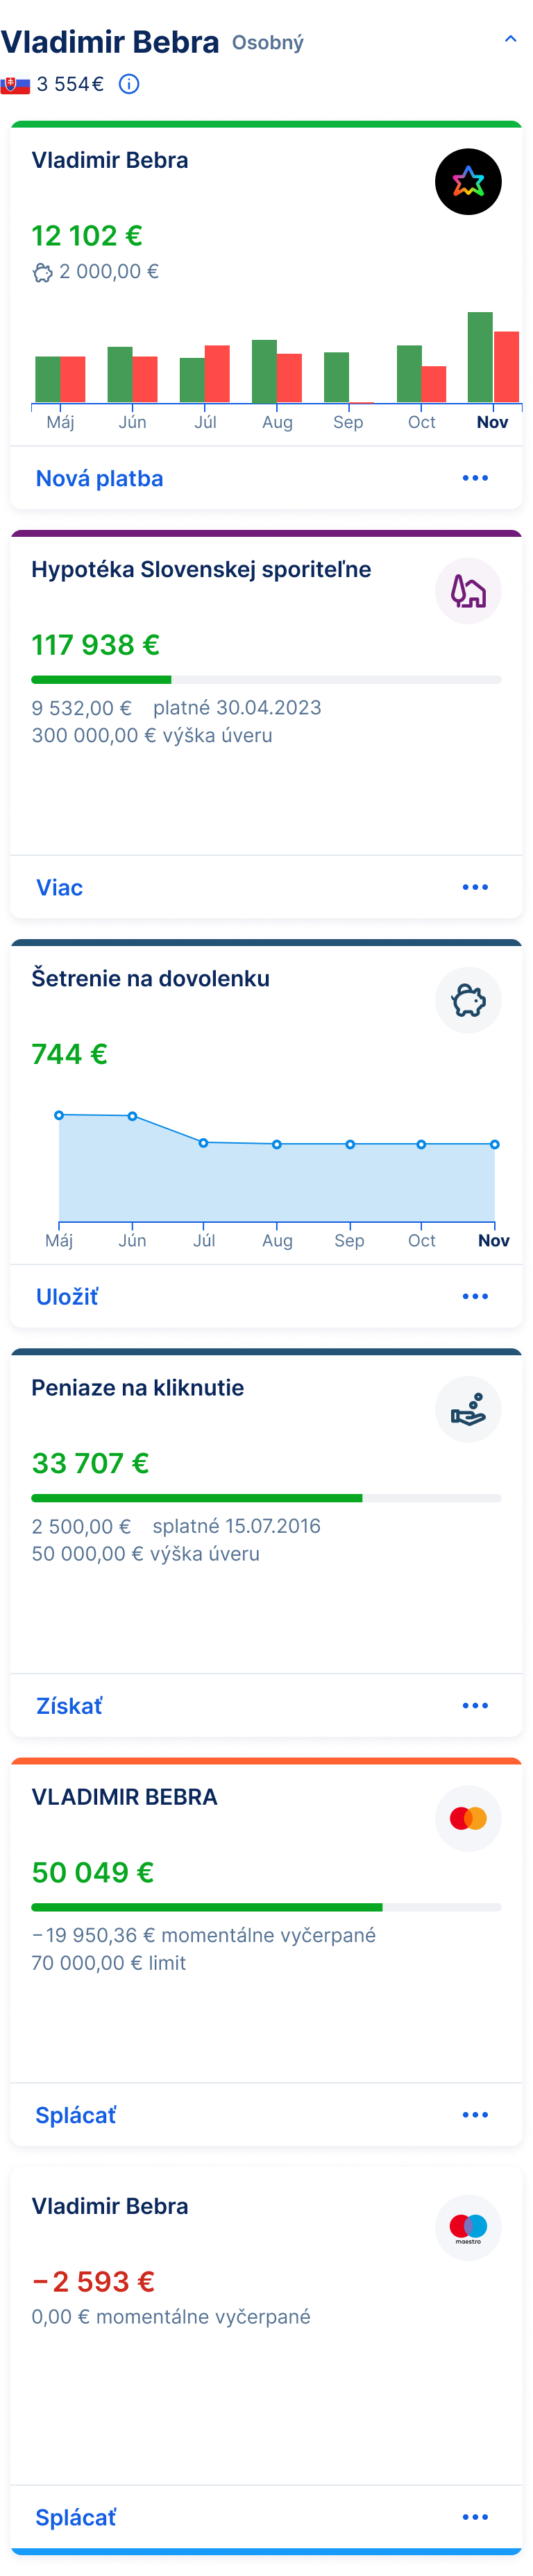 Vladimir Bebra Osobný
3 554 €
Vladimir Bebra
12 102 €
2 000,00 €
Máj Jún Júl Aug Sep Oct Nov
Nová platba
Hypotéka Slovenskej sporiteľne
117 938 €
9 532,00 € platné 30.04.2023
300 000,00 € výška úveru
Viac
Šetrenie na dovolenku
744 €
Máj Jún Júl Aug Sep Oct Nov
Uložiť
Peniaze na kliknutie
33 707 €
2 500,00 € splatné 15.07.2016
50 000,00 € výška úveru
Získať
VLADIMIR BEBRA
50 049 €
−19 950,36 € momentálne vyčerpané
70 000,00 € limit
Splácať
Vladimir Bebra
maestro
−2 593 €
0,00 € momentálne vyčerpané
Splácať